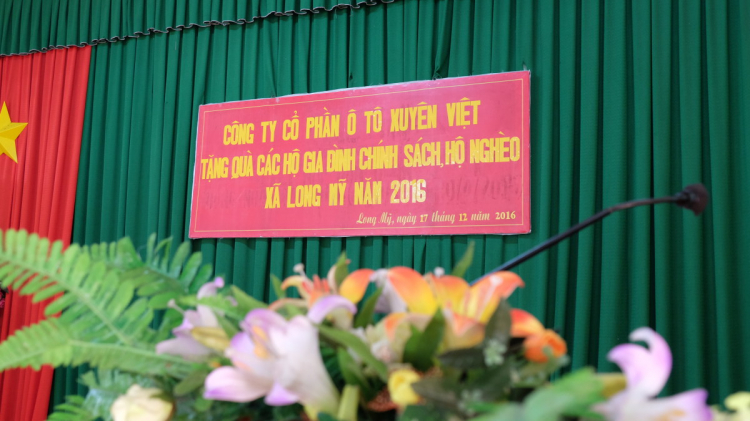 CÔNG TY CỔ PHẦN Ô TÔ XUYÊN VIỆT
TẶNG QUÀ CÁC HỘ GIA ĐÌNH CHÍNH SÁCH, HỘ NGHÈO
XÃ LONG MỸ NĂM 2016
Long Mỹ, ngày 17 tháng 12 năm 2016